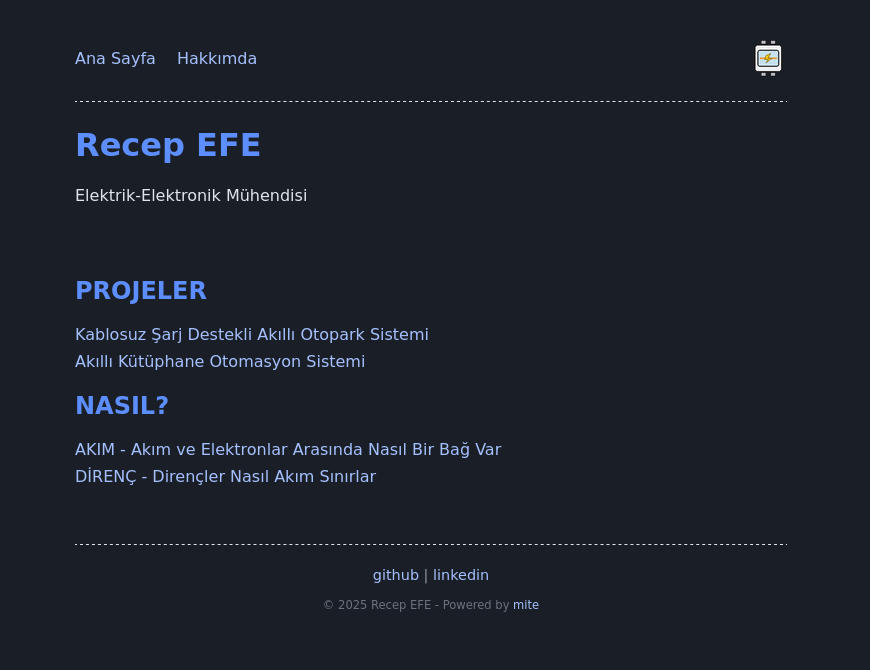 Ana Sayfa Hakkımda
Recep EFE
Elektrik-Elektronik Mühendisi
PROJELER
Kablosuz Şarj Destekli Akıllı Otopark Sistemi
Akıllı Kütüphane Otomasyon Sistemi
NASIL?
AKIM - Akım ve Elektronlar Arasında Nasıl Bir Bağ Var
DİRENÇ - Dirençler Nasıl Akım Sınırlar
github | linkedin
© 2025 Recep EFE - Powered by mite